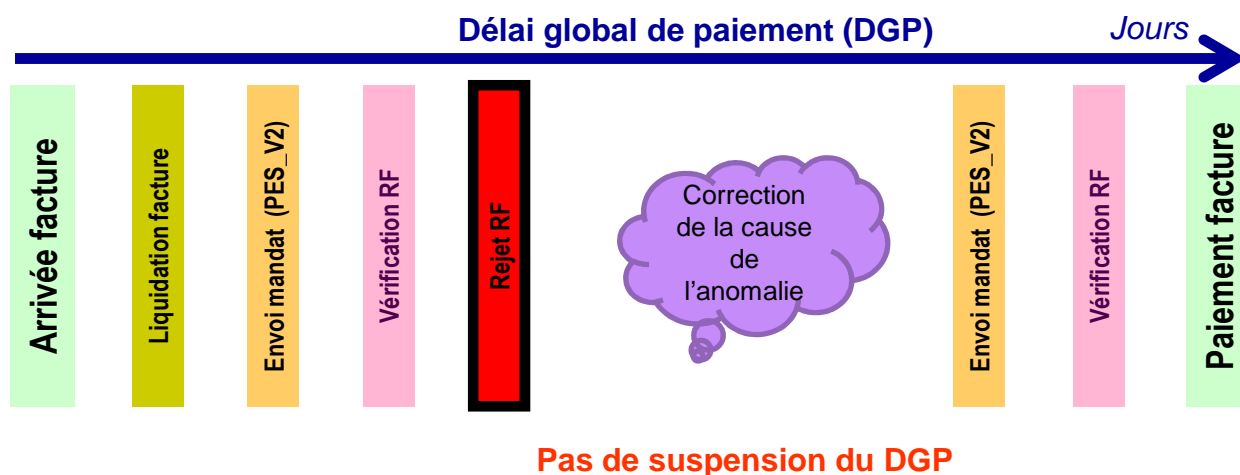 Délai global de paiement (DGP)
Jours
Arrivée facture
Liquidation facture
Envoi mandat (PES_V2)
Vérification RF
Rejet RF
Correction
de la cause
de
l'anomalie
Envoi mandat (PES_V2)
Vérification RF
Paiement facture
Pas de suspension du DGP